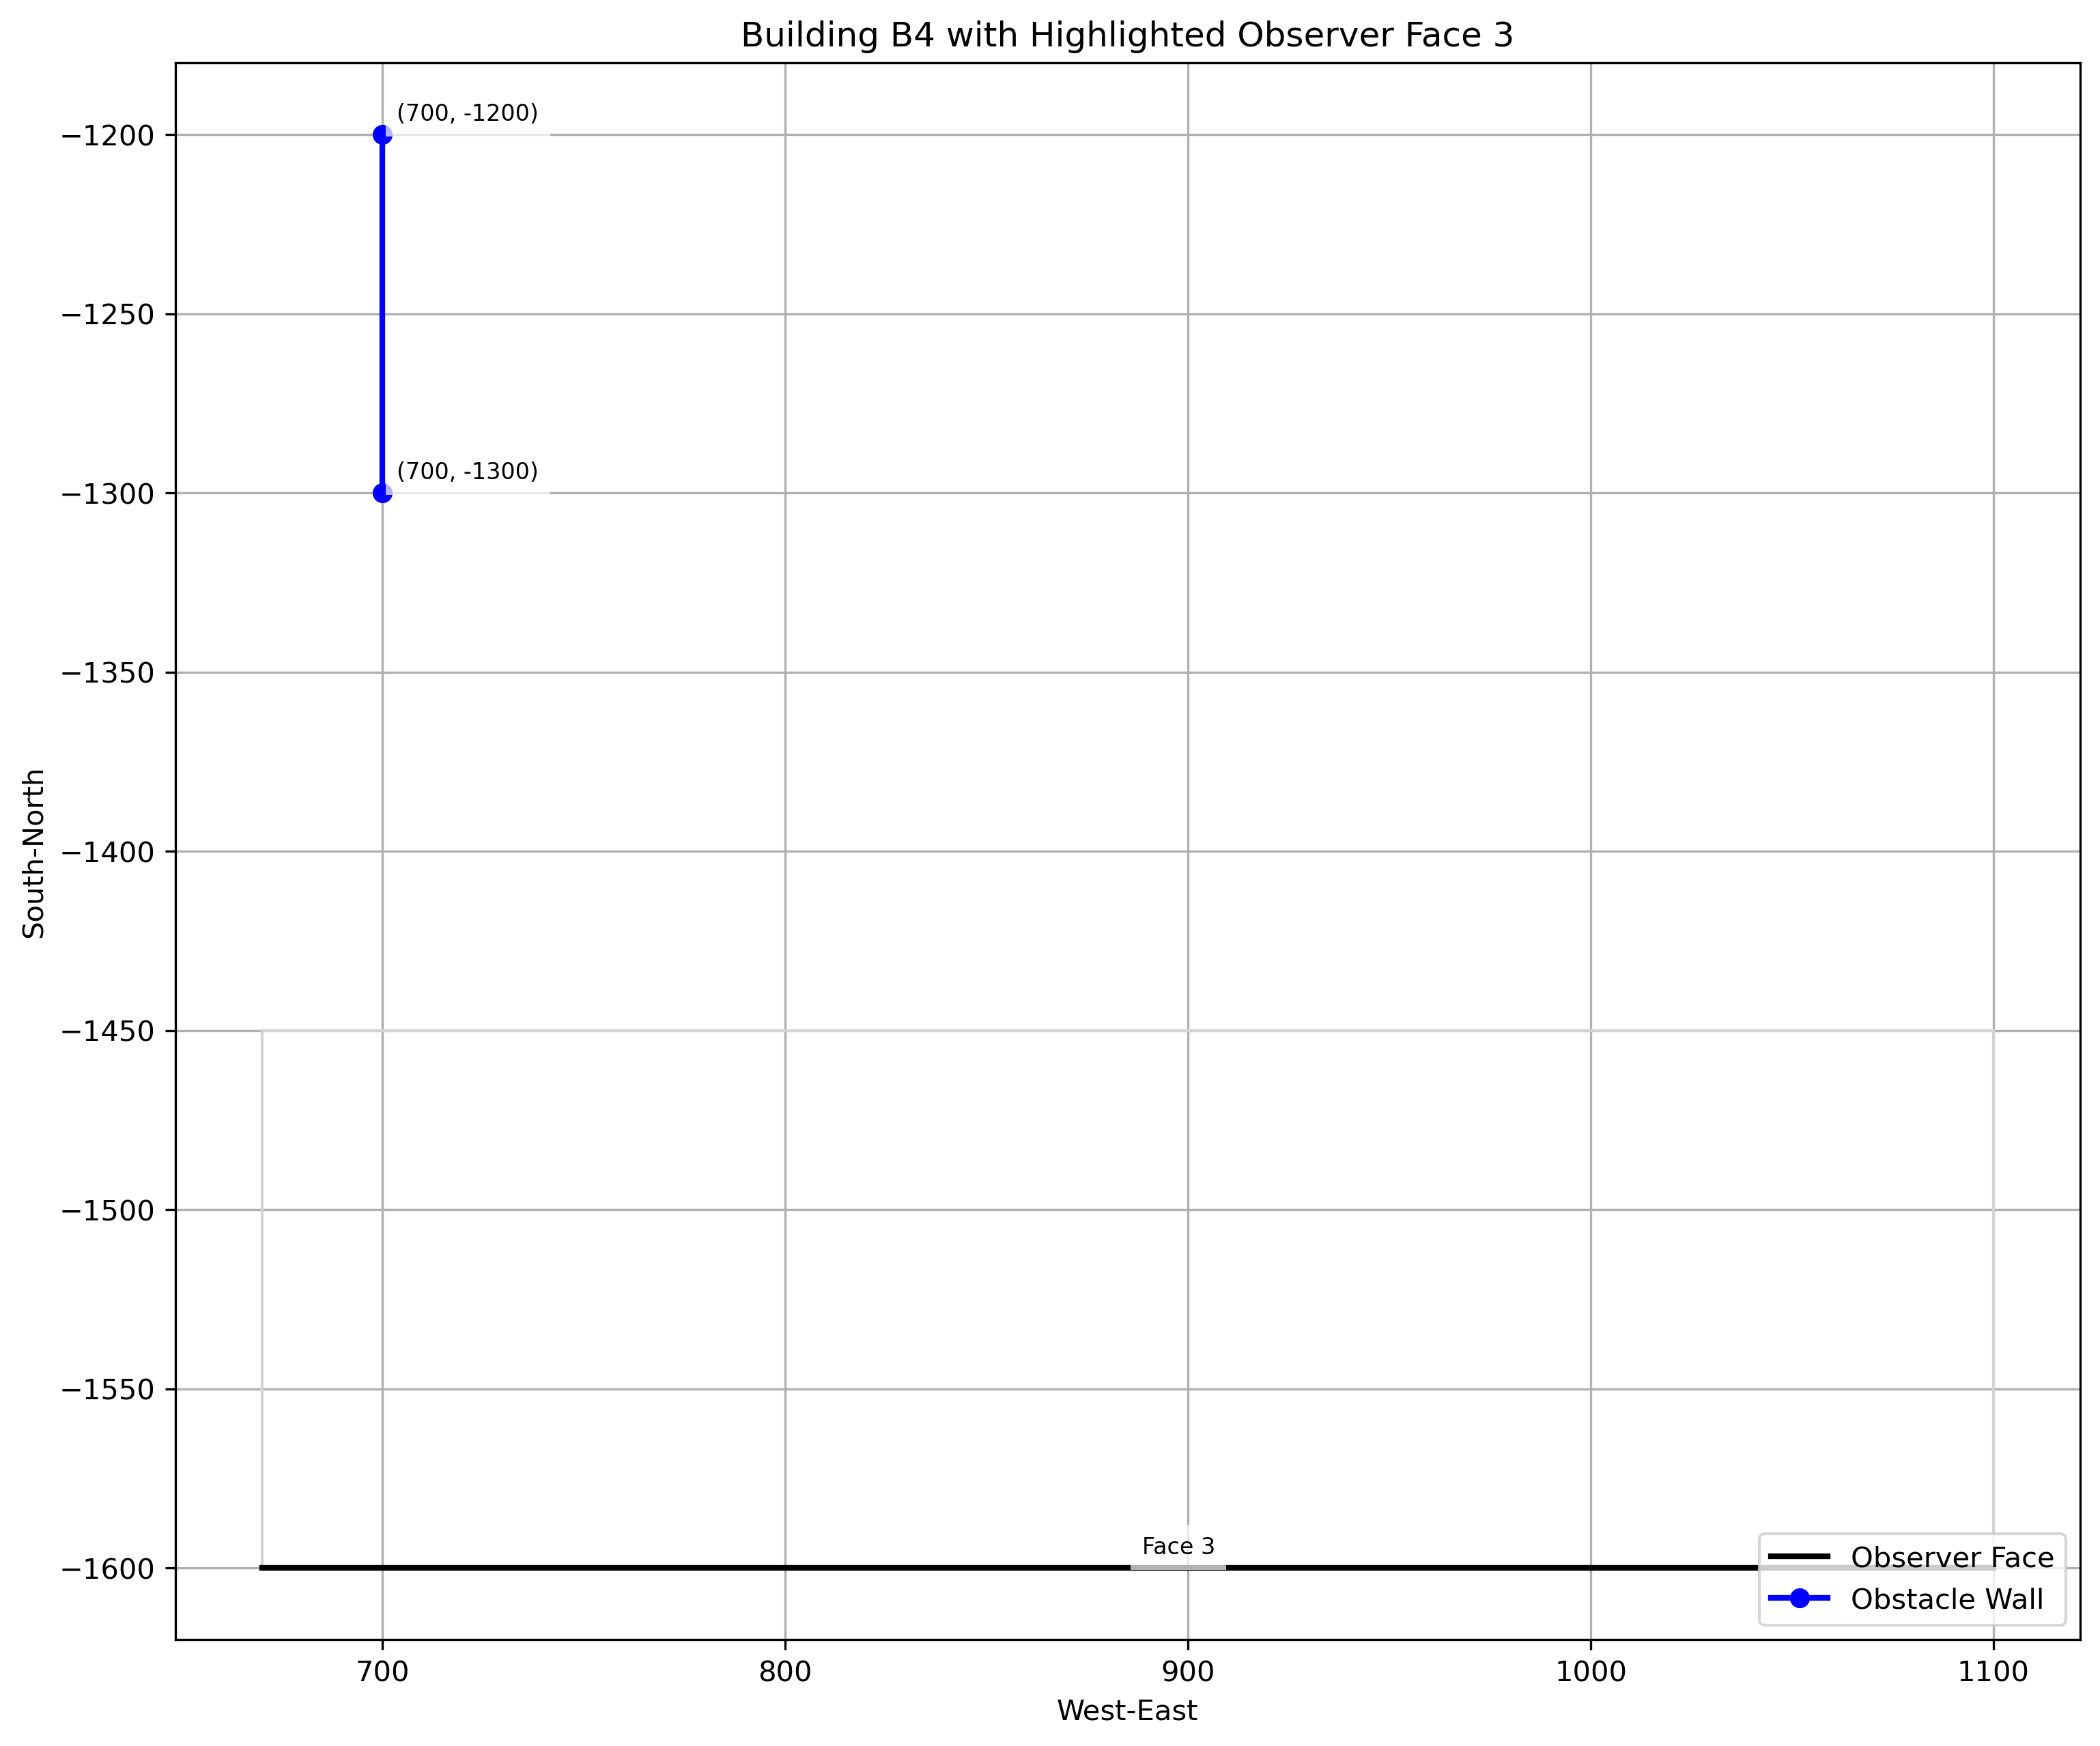 Building B4 with Highlighted Observer Face 3
(700, -1200)
−1200
−1250
(700, -1300)
−1300
−1350
−1400
−1450
−1500
−1550
−1600
South-North
Face 3
Observer Face
Obstacle Wall
700
800
900
1000
1100
West-East